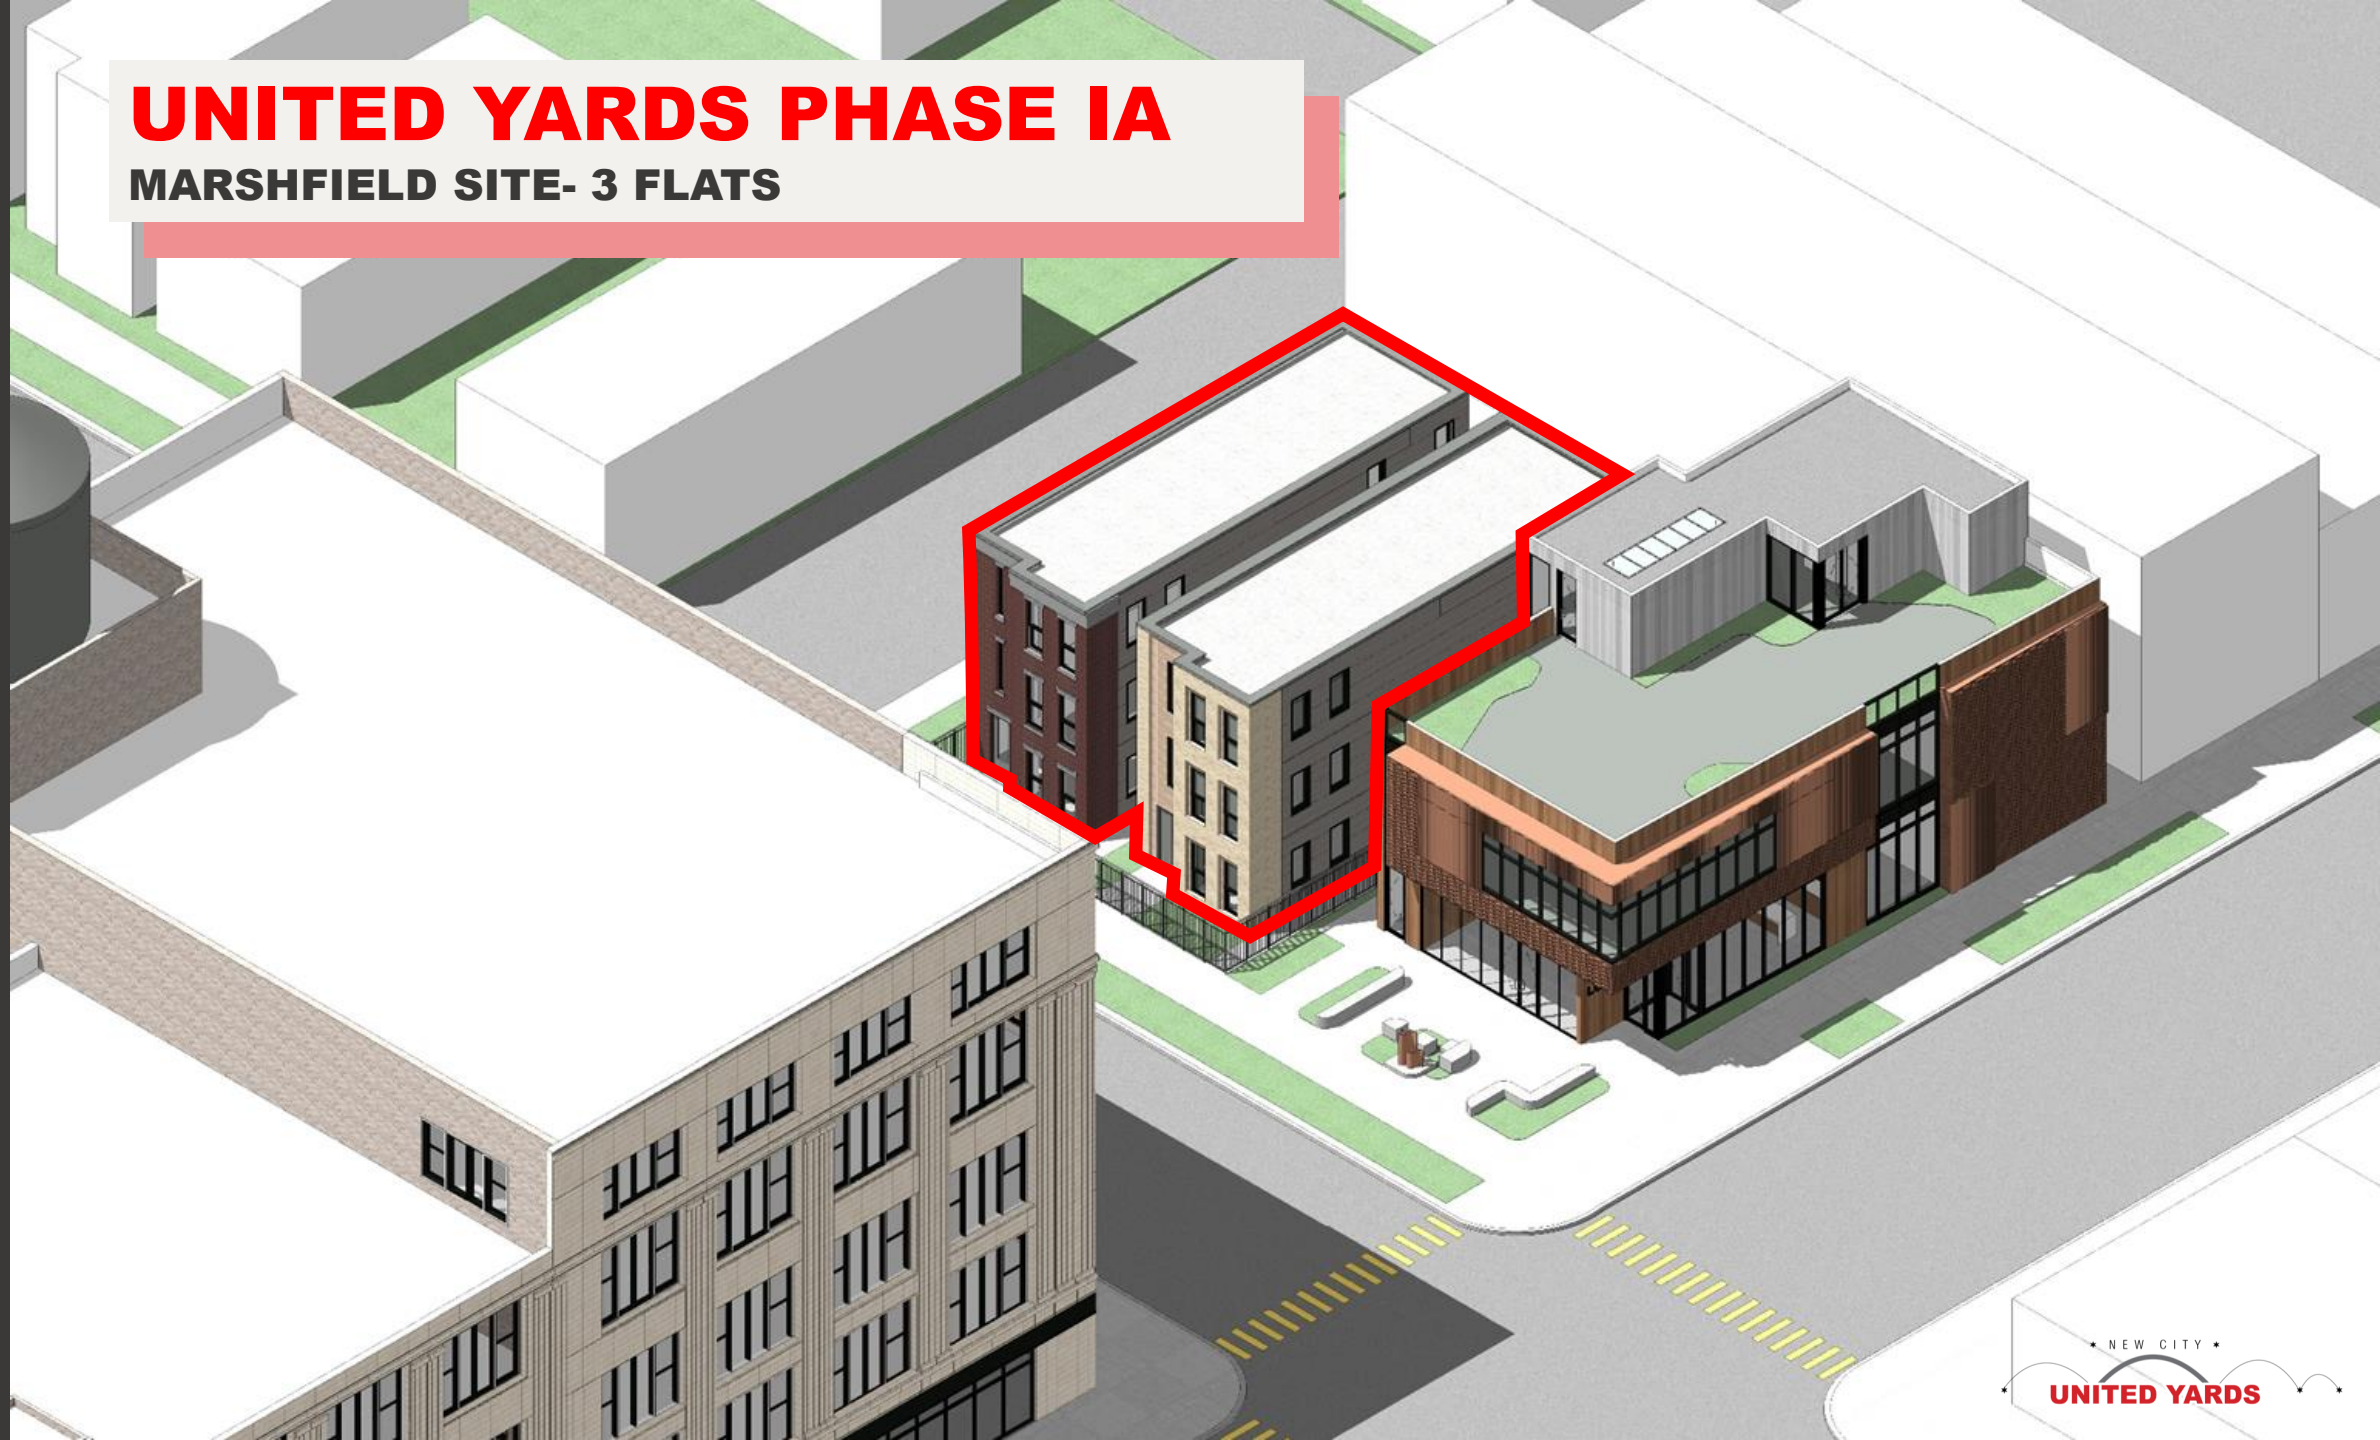 UNITED YARDS PHASE IA
MARSHFIELD SITE- 3 FLATS
* NEW CITY *
UNITED YARDS